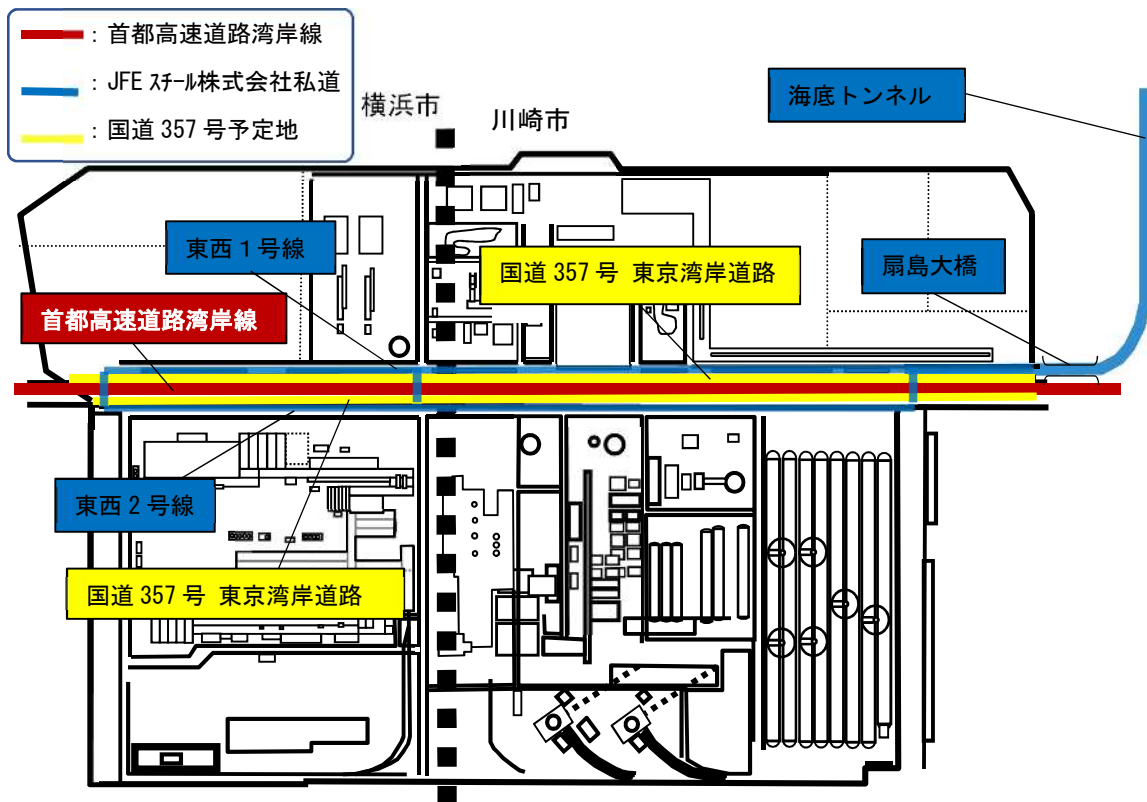 ：首都高速道路湾岸線
：JFE ｽﾁｰﾙ株式会社私道
：国道 357 号予定地
横浜市
川崎市
海底トンネル
東西１号線
国道 357 号 東京湾岸道路
扇島大橋
首都高速道路湾岸線
東西２号線
国道 357 号 東京湾岸道路